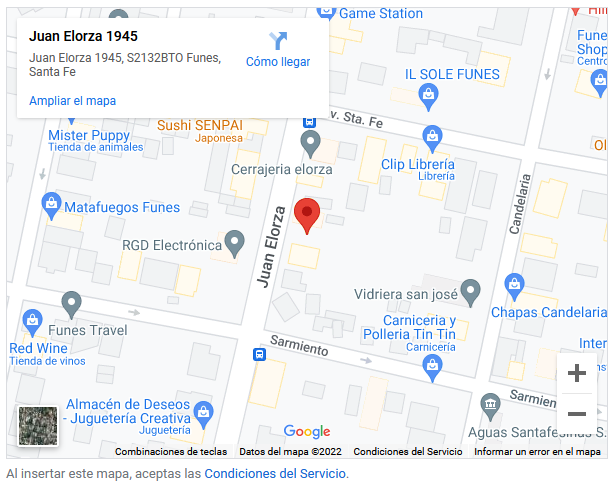 Juan Elorza 1945
Juan Elorza 1945, S2132BTO Funes,
Santa Fe
Cómo llegar
Ampliar el mapa
Game Station
Fune
Shop
Centro
IL SOLE FUNES
v. Sta. Fe
Mister Puppy
Tienda de animales
Sushi SENPAI
Japonesa
Cerrajeria elorza
Clip Librería
Librería
Candelaria
Matafuegos Funes
RGD Electrónica
Juan Elorza
Vidriera san josé
Chapas Candelaria
Funes Travel
Carniceria y
Polleria Tin Tin
Carnicería
Red Wine
Tienda de vinos
Sarmiento
Inter
Almacén de Deseos
- Juguetería Creativa
Juguetería
Sarmien
Google
Aguas Santafesinas S.
Combinaciones de teclas
Datos del mapa ©2022
Condiciones del Servicio
Informar un error en el mapa
Al insertar este mapa, aceptas las Condiciones del Servicio.